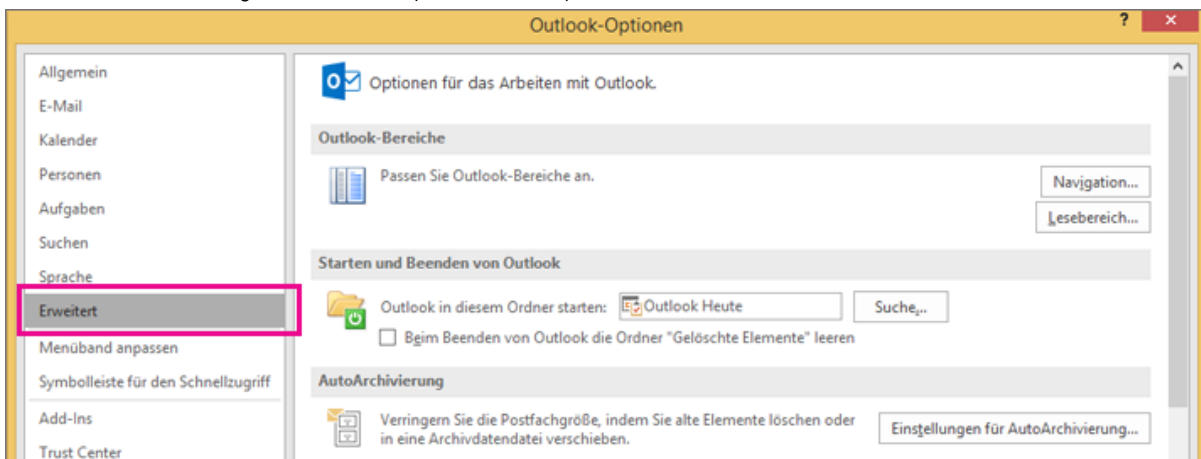 Outlook-Optionen
?
Allgemein
E-Mail
Kalender
Personen
Aufgaben
Suchen
Sprache
Erweitert
Menüband anpassen
Symbolleiste für den Schnellzugriff
Add-Ins
Trust Center
Optionen für das Arbeiten mit Outlook.
Outlook-Bereiche
Passen Sie Outlook-Bereiche an.
Navigation...
Lesebereich...
Starten und Beenden von Outlook
Outlook in diesem Ordner starten: Outlook Heute Suche...
Beim Beenden von Outlook die Ordner "Gelöschte Elemente" leeren
AutoArchivierung
Verringern Sie die Postfachgröße, indem Sie alte Elemente löschen oder
in eine Archivdatendatei verschieben.
Einstellungen für AutoArchivierung...